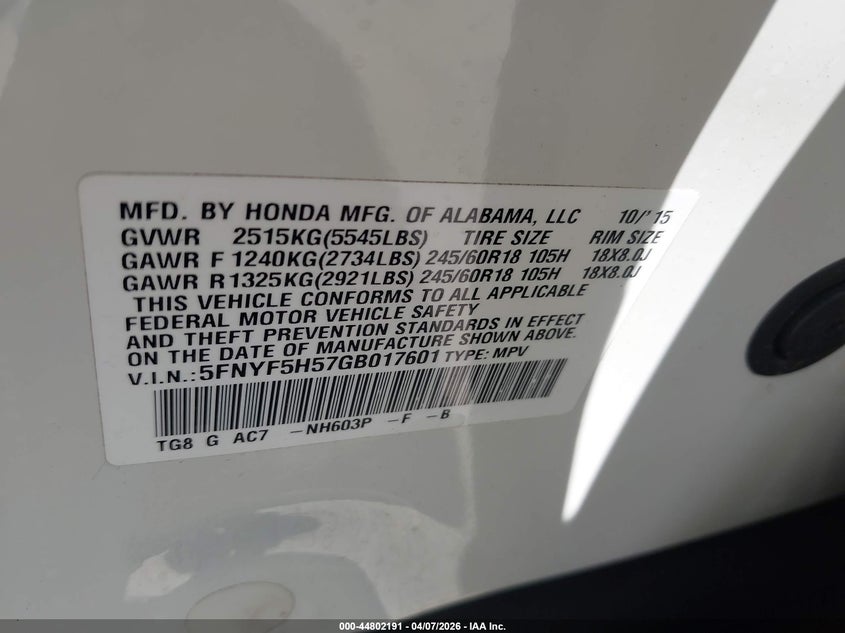 MFD. BY HONDA MFG. OF ALABAMA, LLC 10/'15
GVWR 2515KG(5545LBS) TIRE SIZE RIM SIZE
GAWR F 1240KG(2734LBS) 245/60R18 105H 18X8.0J
GAWR R 1325KG(2921LBS) 245/60R18 105H 18X8.0J
THIS VEHICLE CONFORMS TO ALL APPLICABLE
FEDERAL MOTOR VEHICLE SAFETY
AND THEFT PREVENTION STANDARDS IN EFFECT
ON THE DATE OF MANUFACTURE SHOWN ABOVE.
V.I.N.: 5FNYF5H57GB017601 TYPE: MPV
TG8 G AC7 -NH603P -F -B
000-44802191 - 04/07/2026 - IAA Inc.